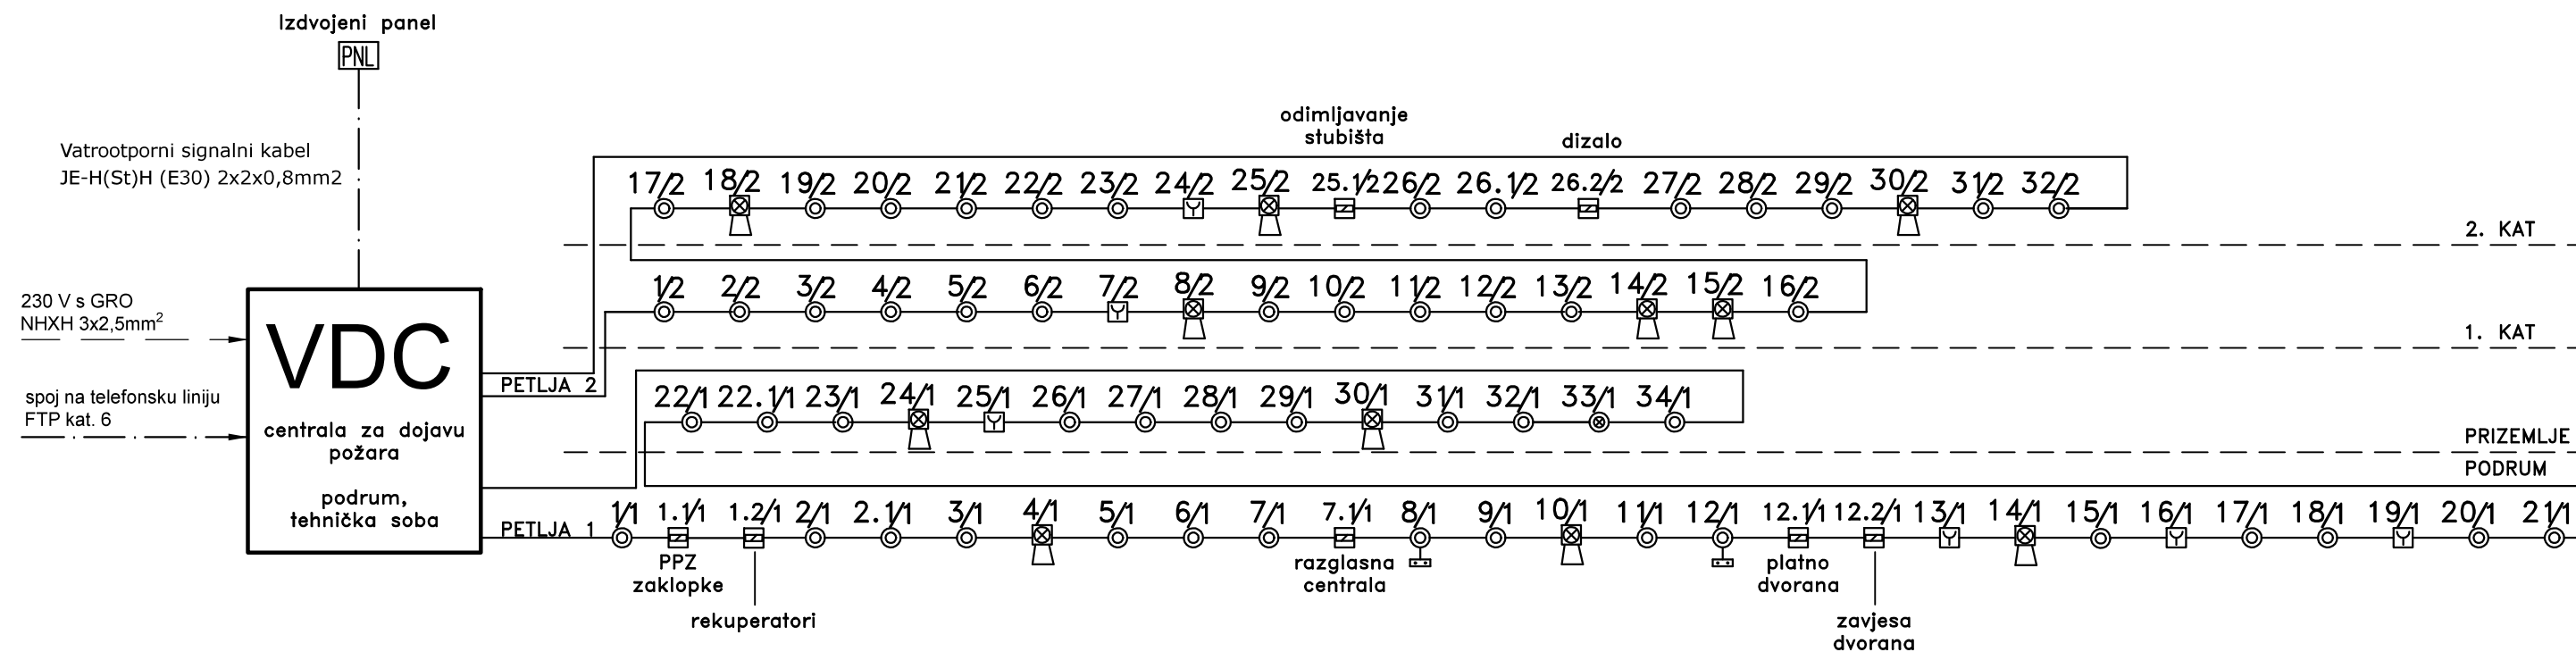 Izdvojeni panel
PNL
Vatrootporni signalni kabel
JE-H(St)H (E30) 2x2x0,8mm2
odimljavanje
stubišta
dizalo
17/2 18/2 19/2 20/2 21/2 22/2 23/2 24/2 25/2 25.1/2 26/2 26.1/2 26.2/2 27/2 28/2 29/2 30/2 31/2 32/2
2. KAT
1/2 2/2 3/2 4/2 5/2 6/2 7/2 8/2 9/2 10/2 11/2 12/2 13/2 14/2 15/2 16/2
1. KAT
230 V s GRO
NHXH 3x2,5mm²
VDC
PETLJA 2
spoj na telefonsku liniju
FTP kat. 6
centrala za dojavu
požara
podrum,
tehnička soba
22/1 22.1/1 23/1 24/1 25/1 26/1 27/1 28/1 29/1 30/1 31/1 32/1 33/1 34/1
PRIZEMLJE
PODRUM
PETLJA 1
1/1 1.1/1 1.2/1 2/1 2.1/1 3/1 4/1 5/1 6/1 7/1 7.1/1 8/1 9/1 10/1 11/1 12/1 12.1/1 12.2/1 13/1 14/1 15/1 16/1 17/1 18/1 19/1 20/1 21/1
PPZ
zaklopke
rekuperatori
razglasna
centrala
platno
dvorana
zavjesa
dvorana